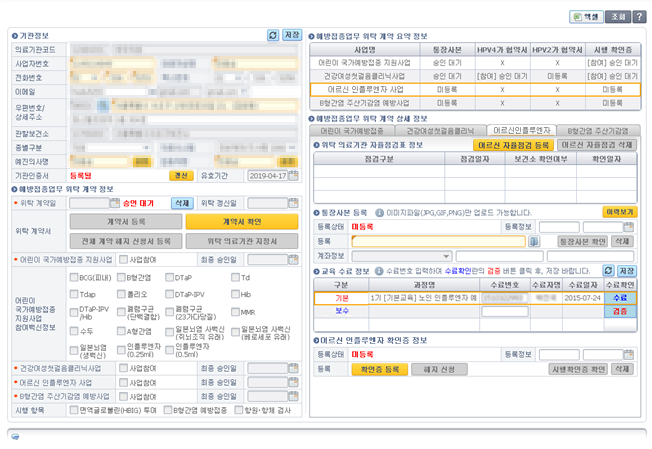 엑셀 조회 ?
기관정보 저장
의료기관코드
사업자번호
전화번호
이메일
우편번호/
상세주소
관할보건소
종별구분
예진의사명
기관인증서 등록됨 갱신 유효기간 2019-04-17
예방접종업무 위탁 계약 정보
* 위탁 계약일 승인 대기 삭제 위탁 갱신일
위탁 계약서 계약서 등록 계약서 확인
전체 계약 해지 신청서 등록 위탁 의료기관 지정서
* 어린이 국가예방접종 지원사업 사업참여 최종 승인일
어린이
국가예방접종
지원사업
참여백신정보
BCG(피내) B형간염 DTaP Td
Tdap 폴리오 DTaP-IPV Hib
DTaP-IPV/Hib 폐렴구균(단백결합) 폐렴구균(23가다당질) MMR
수두 A형간염 일본뇌염 사백신(쥐뇌조직 유래) 일본뇌염 사백신(베로세포 유래)
일본뇌염(생백신) 인플루엔자(0.25ml) 인플루엔자(0.5ml)
* 건강여성첫걸음클리닉사업 사업참여 최종 승인일
* 어르신 인플루엔자 사업 사업참여 최종 승인일
* B형간염 주산기감염 예방사업 사업참여 최종 승인일
시행 항목 면역글로불린(HBIG) 투여 B형간염 예방접종 항원·항체 검사
예방접종업무 위탁 계약 요약 정보
사업명 통장사본 HPV4가 협약서 HPV2가 협약서 시행 확인증
어린이 국가예방접종 지원사업 승인 대기 X X [참여] 승인 대기
건강여성첫걸음클리닉사업 승인 대기 [참여] 승인 대기 미등록 [참여] 승인 대기
어르신 인플루엔자 사업 미등록 X X 미등록
B형간염 주산기감염 예방사업 미등록 X X 미등록
예방접종업무 위탁 계약 상세 정보
어린이 국가예방접종 건강여성첫걸음클리닉 어르신인플루엔자 B형간염 주산기감염
위탁 의료기관 자율점검표 정보 어르신 자율점검 등록 어르신 자율점검 삭제
점검구분 점검일자 보건소 확인여부 확인일자
통장사본 등록 이미지파일(JPG,GIF,PNG)만 업로드 가능합니다. 이력보기
등록상태 미등록 등록정보
등록 통장사본 확인 삭제
계좌정보
교육 수료 정보 수료번호 입력하여 수료확인란의 검증 버튼 클릭 후, 저장 바랍니다. 저장
구분 과정명 수료번호 수료자명 수료일자 수료확인
기본 1기 [기본교육] 노인 인플루엔자 예 2015-07-24 수료
보수 검증
어르신 인플루엔자 확인증 정보
등록상태 미등록 등록정보
등록 확인증 등록 해지 신청 시행확인증 확인 삭제